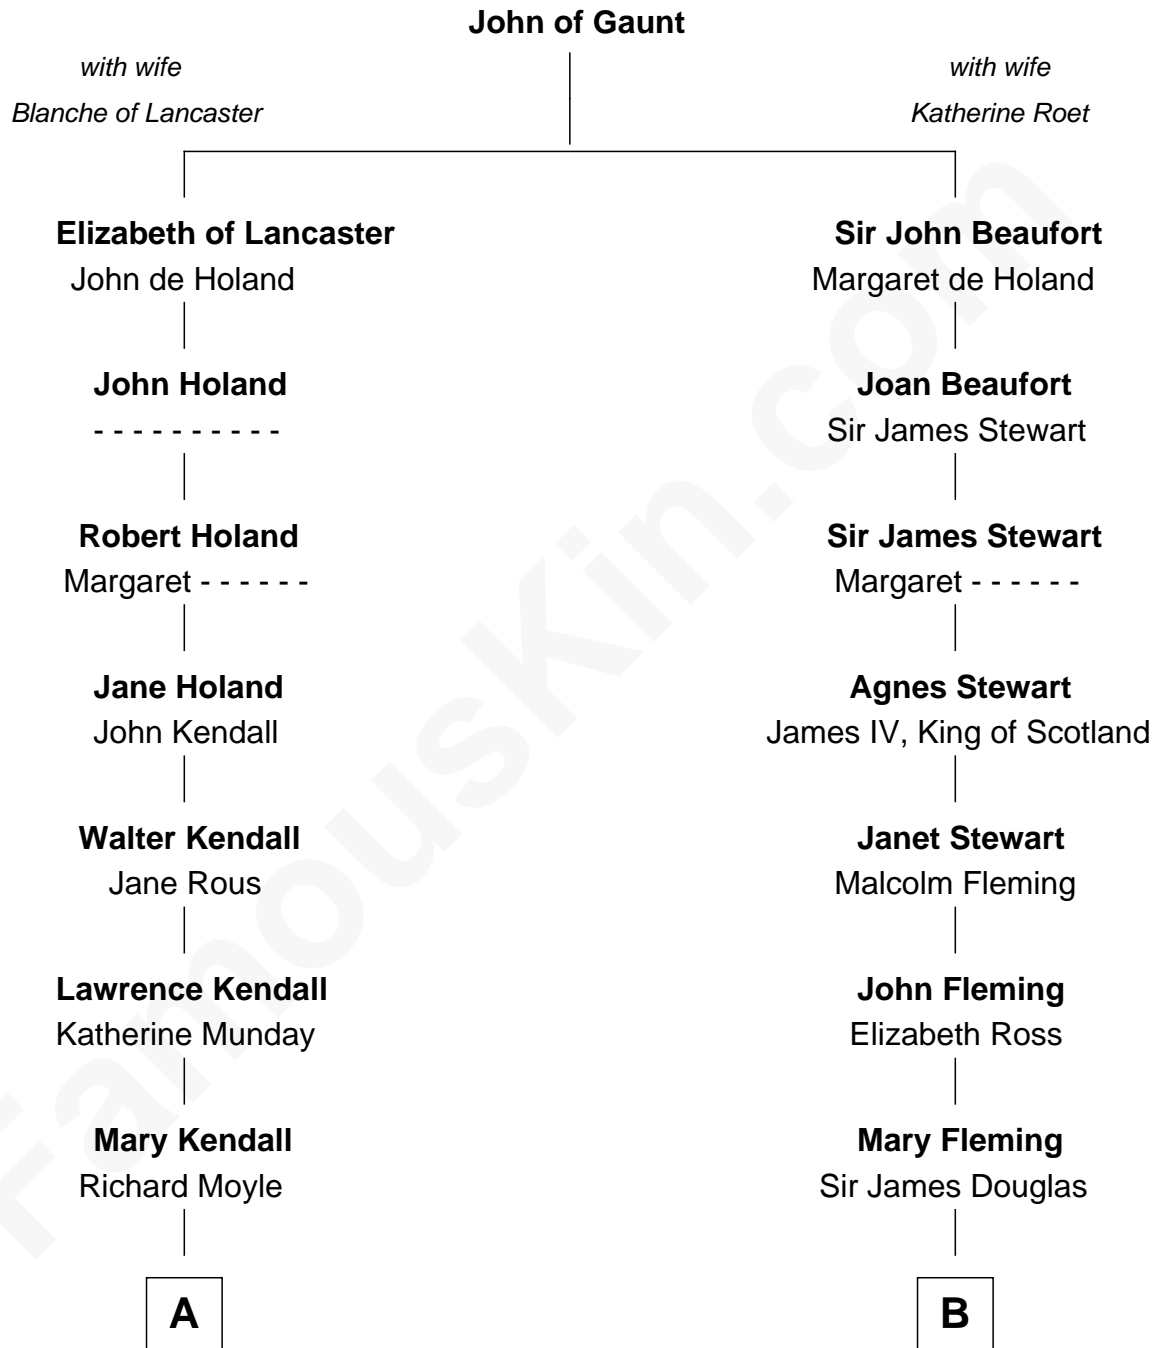 John of Gaunt
with wife
Blanche of Lancaster
with wife
Katherine Roet
Elizabeth of Lancaster
John de Holand
Sir John Beaufort
Margaret de Holand
John Holand
- - - - - - - - - -
Joan Beaufort
Sir James Stewart
Robert Holand
Margaret - - - - - -
Sir James Stewart
Margaret - - - - - -
Jane Holand
John Kendall
Agnes Stewart
James IV, King of Scotland
Walter Kendall
Jane Rous
Janet Stewart
Malcolm Fleming
Lawrence Kendall
Katherine Munday
John Fleming
Elizabeth Ross
Mary Kendall
Richard Moyle
Mary Fleming
Sir James Douglas
A
B
FamousKin.com